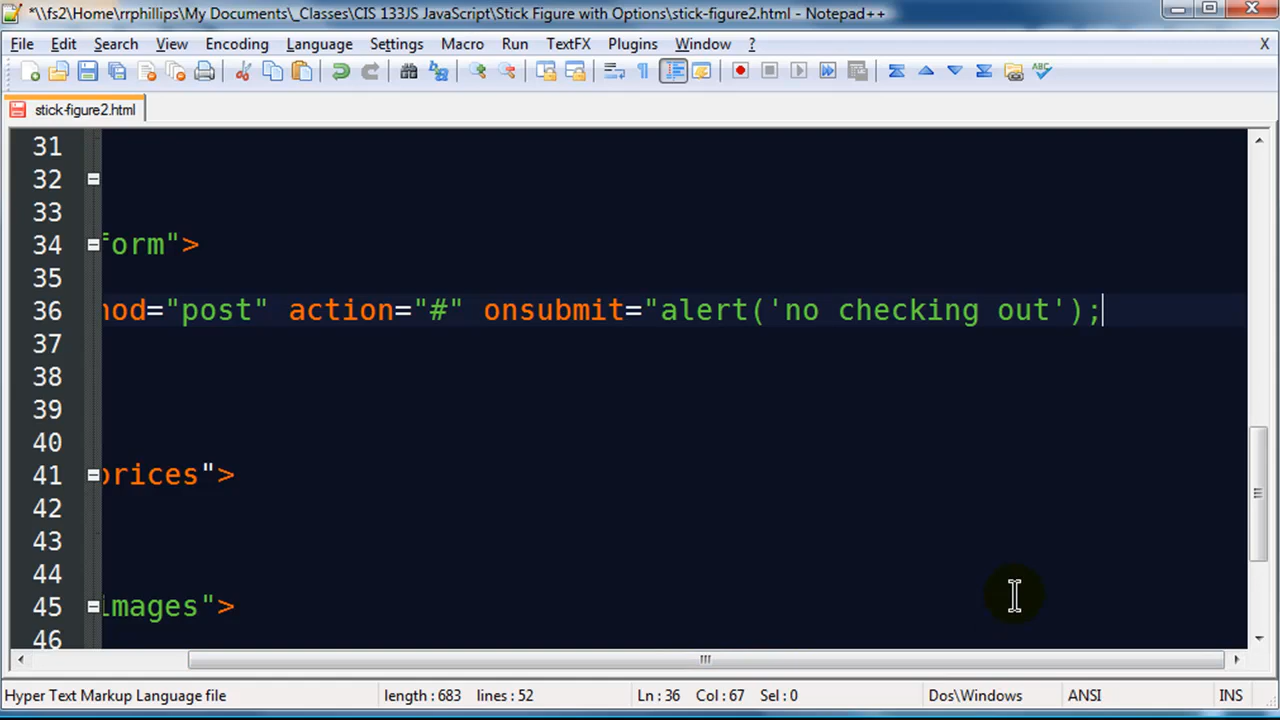 *\\fs2\Home\rrphillips\My Documents\_Classes\CIS 133JS JavaScript\Stick Figure with Options\stick-figure2.html - Notepad++
File Edit Search View Encoding Language Settings Macro Run TextFX Plugins Window ? X
stick-figure2.html
31
32
33
34 form">
35
36 hod="post" action="#" onsubmit="alert('no checking out');
37
38
39
40
41 prices">
42
43
44
45 images">
46
Hyper Text Markup Language file length : 683 lines : 52 Ln : 36 Col : 67 Sel : 0 Dos\Windows ANSI INS